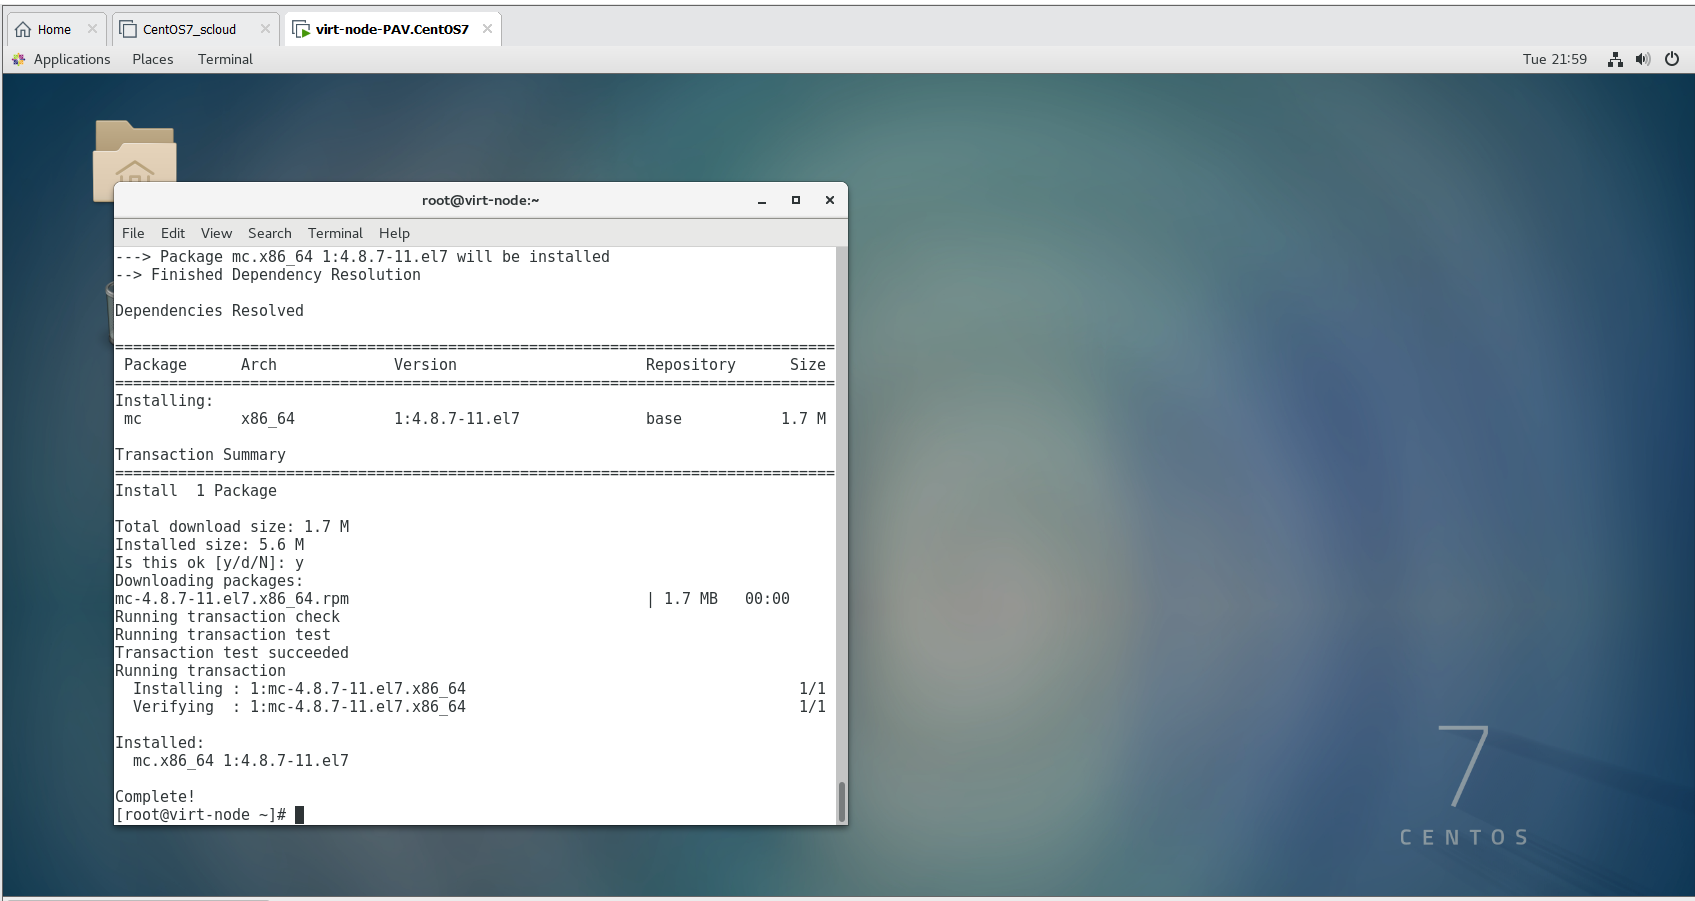 Home CentOS7_scloud virt-node-PAV.CentOS7
Applications Places Terminal Tue 21:59
root@virt-node:~
File Edit View Search Terminal Help
---> Package mc.x86_64 1:4.8.7-11.el7 will be installed
--> Finished Dependency Resolution
Dependencies Resolved
================================================================================
Package Arch Version Repository Size
================================================================================
Installing:
mc x86_64 1:4.8.7-11.el7 base 1.7 M
Transaction Summary
================================================================================
Install 1 Package
Total download size: 1.7 M
Installed size: 5.6 M
Is this ok [y/d/N]: y
Downloading packages:
mc-4.8.7-11.el7.x86_64.rpm | 1.7 MB 00:00
Running transaction check
Running transaction test
Transaction test succeeded
Running transaction
Installing : 1:mc-4.8.7-11.el7.x86_64 1/1
Verifying : 1:mc-4.8.7-11.el7.x86_64 1/1
Installed:
mc.x86_64 1:4.8.7-11.el7
Complete!
[root@virt-node ~]#
7
CENTOS